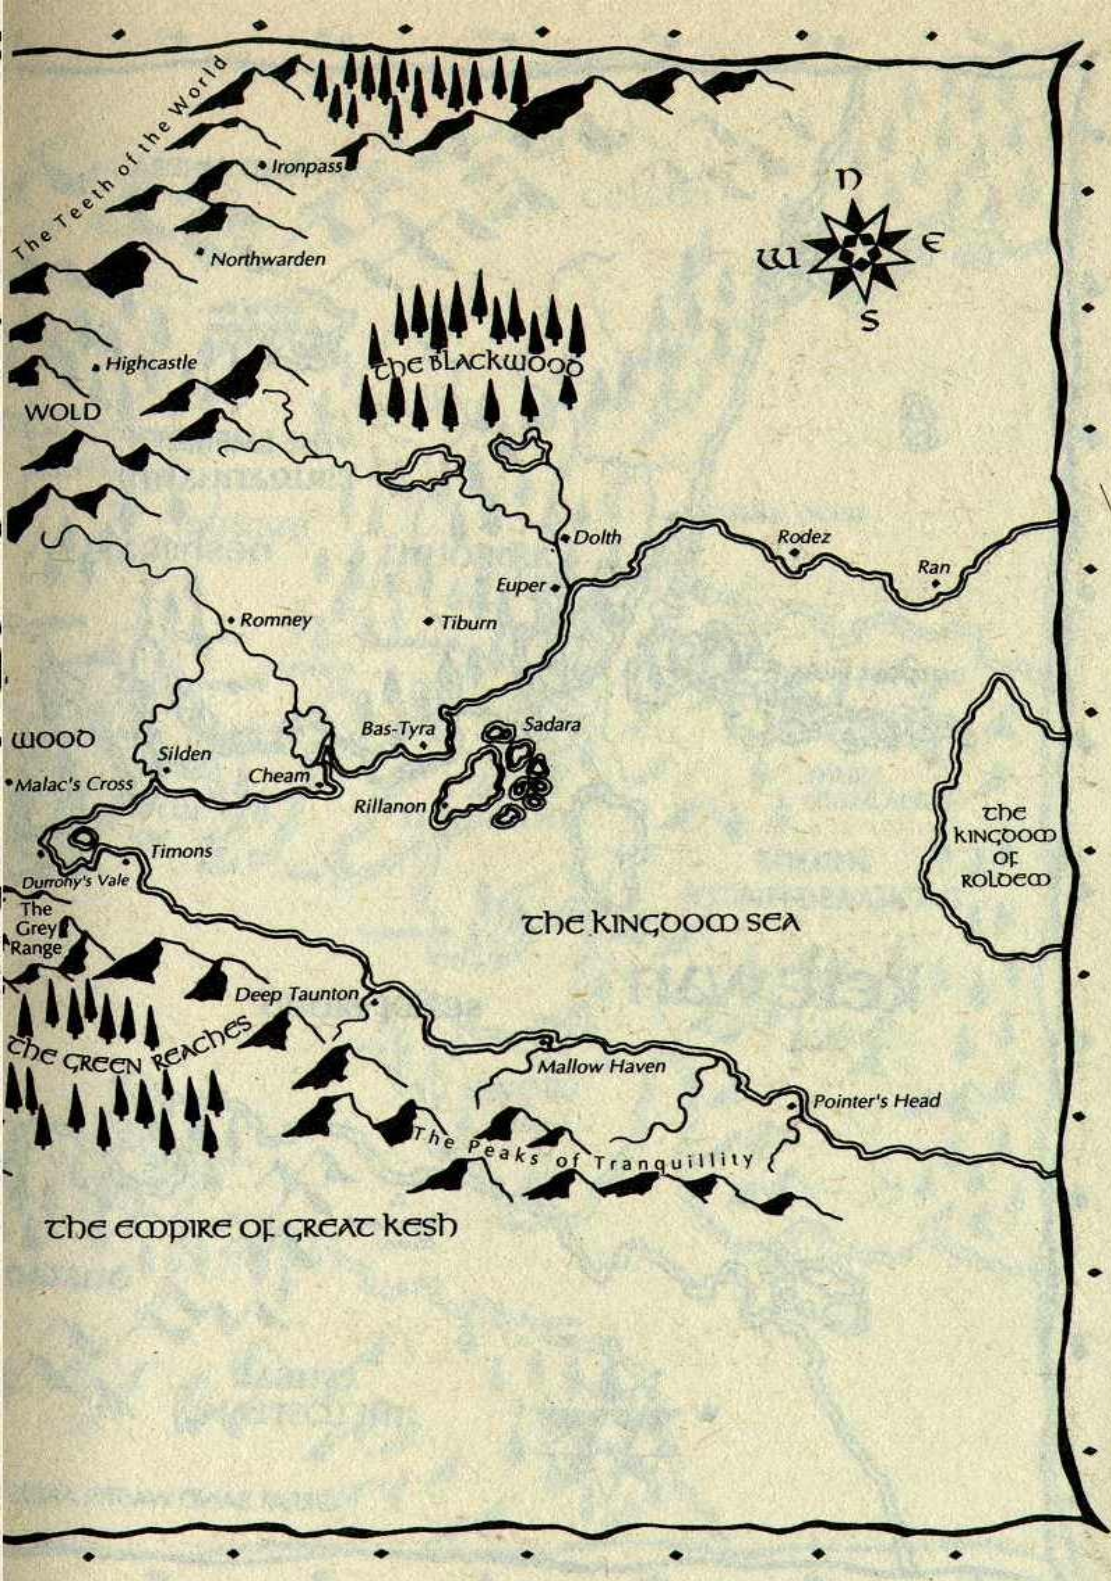 The Teeth of the World
Ironpass
N
W
E
S
Northwarden
Highcastle
THE BLACKWOOD
WOLD
Dolth
Rodez
Ran
Euper
Romney
Tiburn
Bas-Tyra
Sadara
WOOD
Silden
Cheam
Malac's Cross
Rillanon
THE
KINGDOM
OF
ROLDEM
Timons
Durrony's Vale
The
Grey
Range
THE KINGDOM SEA
Deep Taunton
THE GREEN REACHES
Mallow Haven
Pointer's Head
The Peaks of Tranquillity
THE EMPIRE OF GREAT KESH